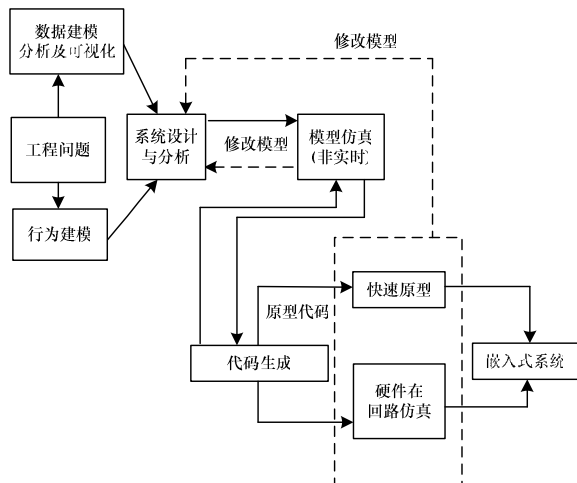 数据建模
分析及可视化
修改模型
工程问题
系统设计
与分析
修改模型
模型仿真
(非实时)
行为建模
快速原型
原型代码
代码生成
嵌入式系统
硬件在
回路仿真